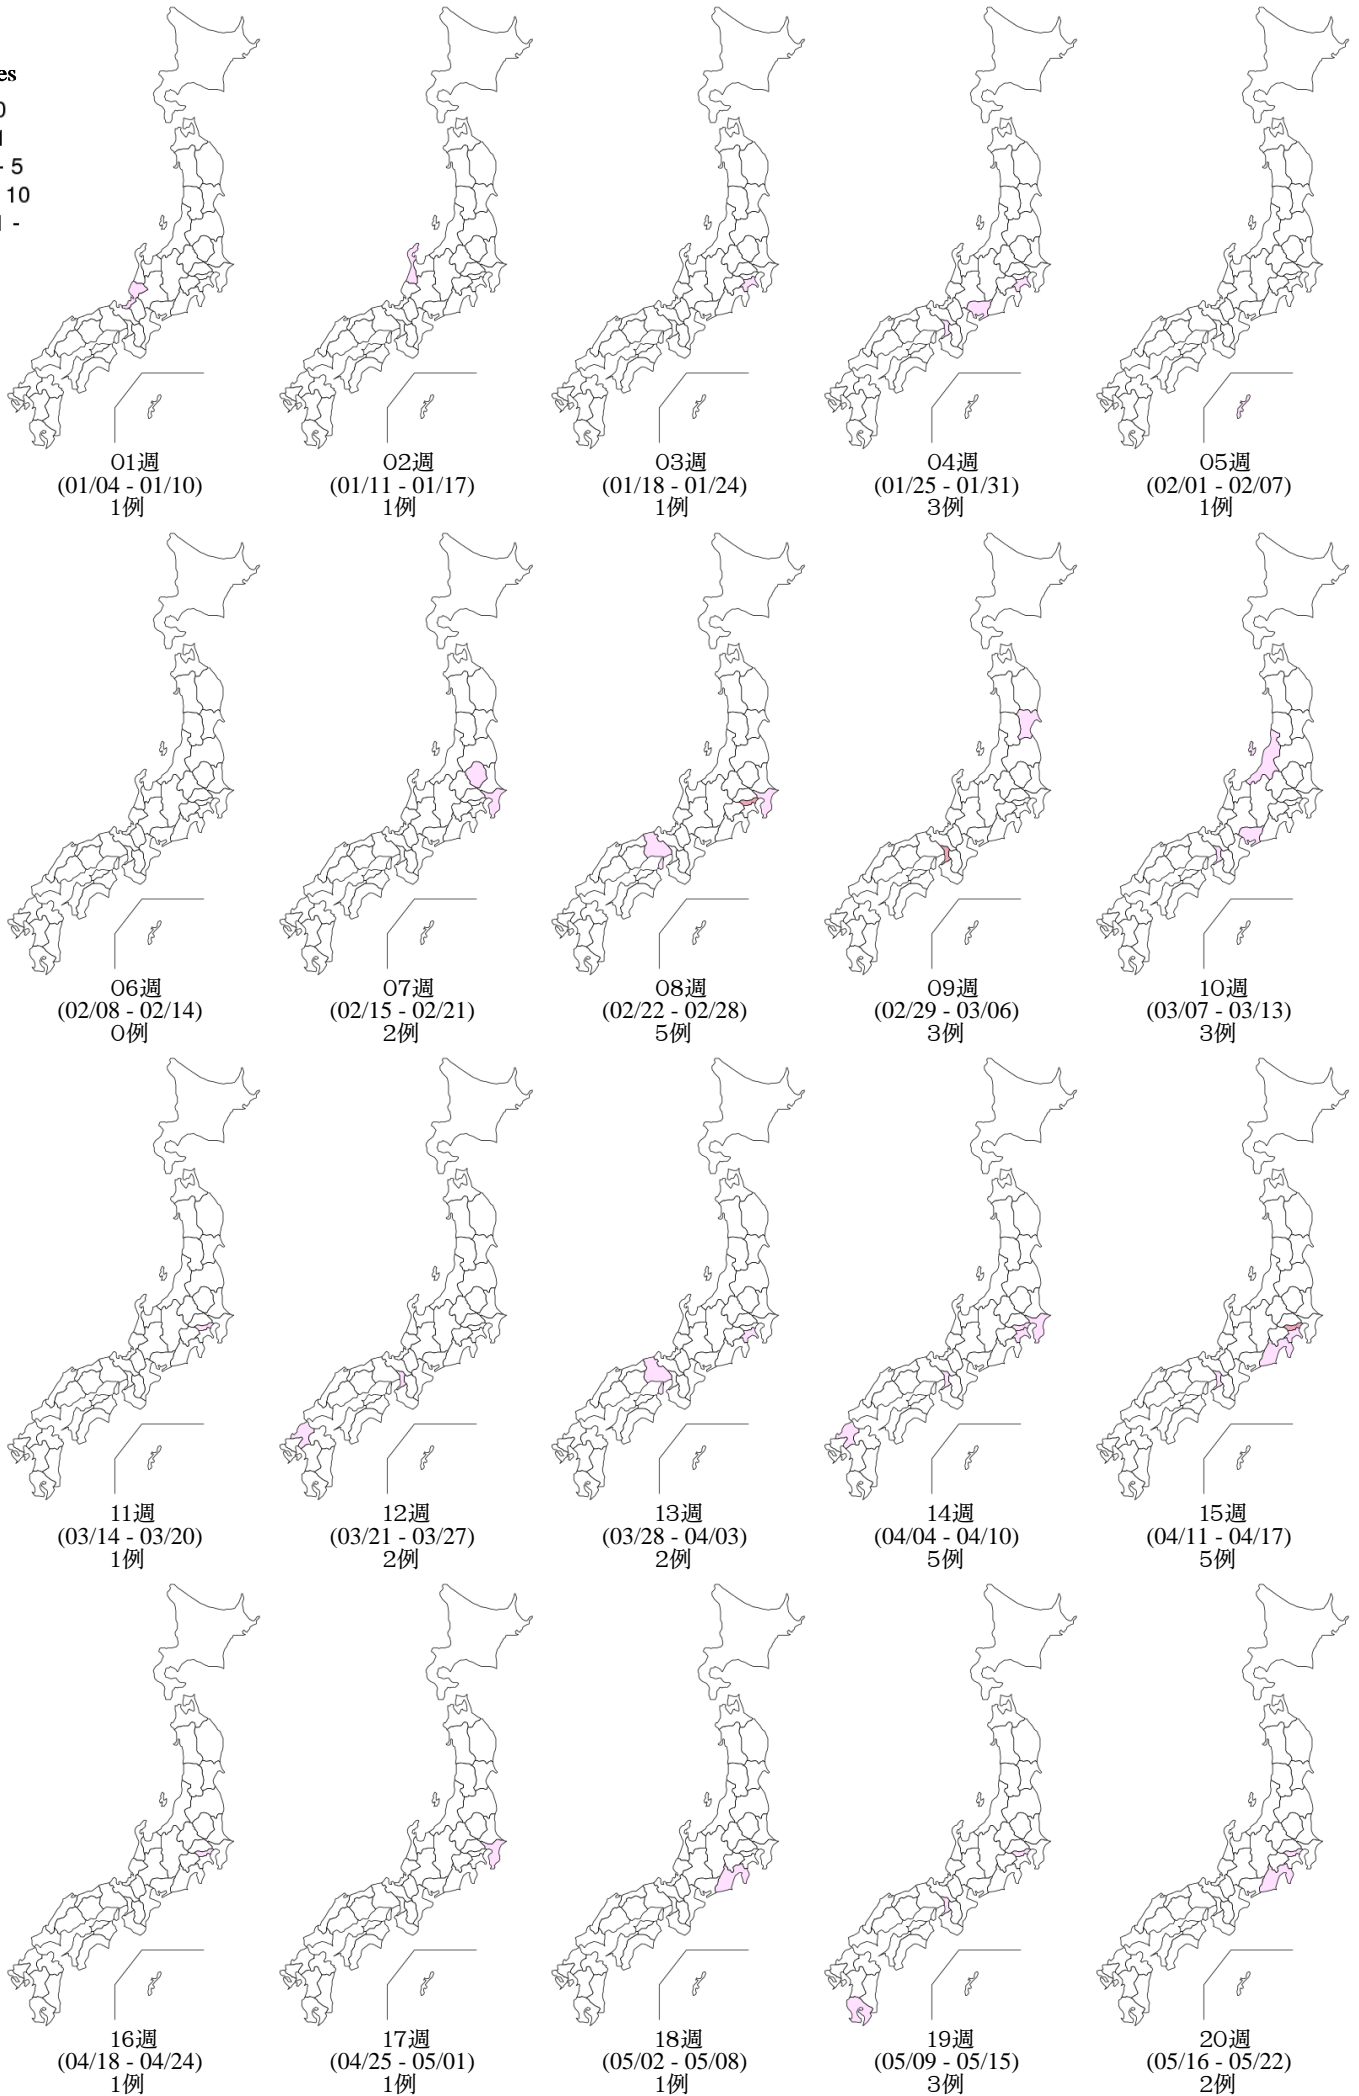 es
0
1
- 5
10
1 -
01週
(01/04 - 01/10)
1例
02週
(01/11 - 01/17)
1例
03週
(01/18 - 01/24)
1例
04週
(01/25 - 01/31)
3例
05週
(02/01 - 02/07)
1例
06週
(02/08 - 02/14)
0例
07週
(02/15 - 02/21)
2例
08週
(02/22 - 02/28)
5例
09週
(02/29 - 03/06)
3例
10週
(03/07 - 03/13)
3例
11週
(03/14 - 03/20)
1例
12週
(03/21 - 03/27)
2例
13週
(03/28 - 04/03)
2例
14週
(04/04 - 04/10)
5例
15週
(04/11 - 04/17)
5例
16週
(04/18 - 04/24)
1例
17週
(04/25 - 05/01)
1例
18週
(05/02 - 05/08)
1例
19週
(05/09 - 05/15)
3例
20週
(05/16 - 05/22)
2例